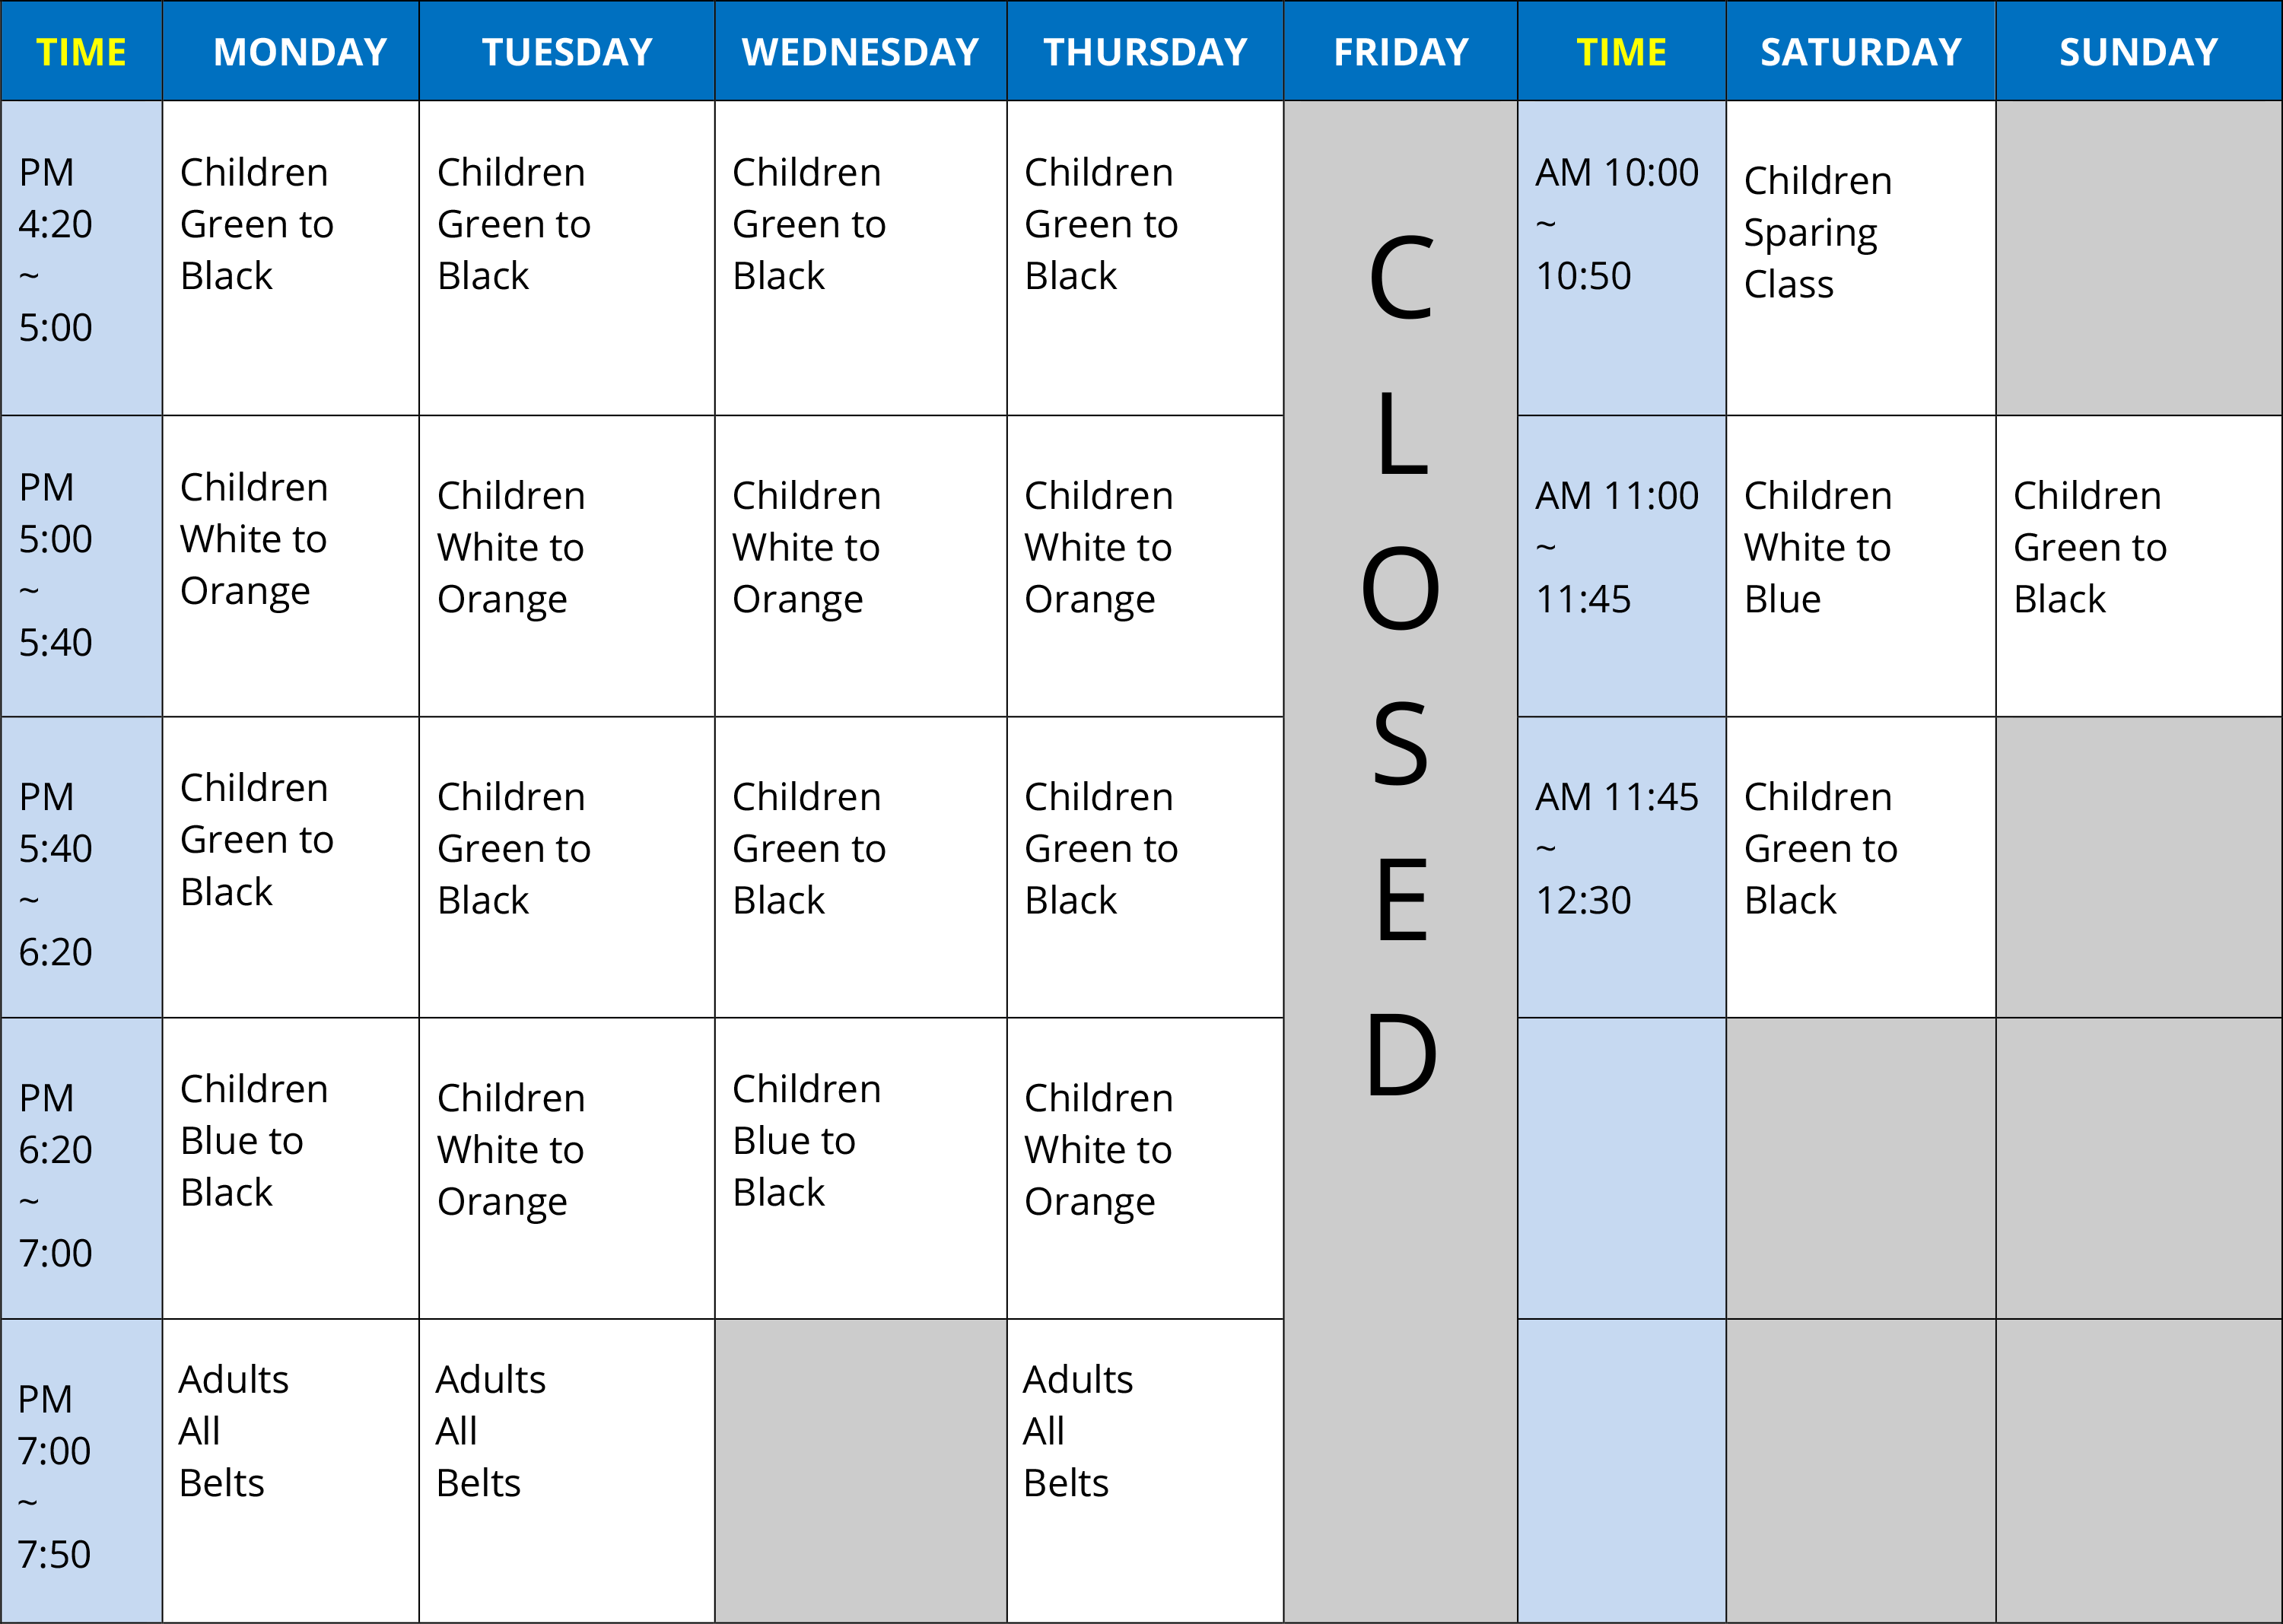 TIME MONDAY TUESDAY WEDNESDAY THURSDAY FRIDAY TIME SATURDAY SUNDAY
PM
4:20
~
5:00
Children
Green to
Black
Children
Green to
Black
Children
Green to
Black
Children
Green to
Black
C
L
O
S
E
D
AM 10:00
~
10:50
Children
Sparing
Class
PM
5:00
~
5:40
Children
White to
Orange
Children
White to
Orange
Children
White to
Orange
Children
White to
Orange
AM 11:00
~
11:45
Children
White to
Blue
Children
Green to
Black
PM
5:40
~
6:20
Children
Green to
Black
Children
Green to
Black
Children
Green to
Black
Children
Green to
Black
AM 11:45
~
12:30
Children
Green to
Black
PM
6:20
~
7:00
Children
Blue to
Black
Children
White to
Orange
Children
Blue to
Black
Children
White to
Orange
PM
7:00
~
7:50
Adults
All
Belts
Adults
All
Belts
Adults
All
Belts